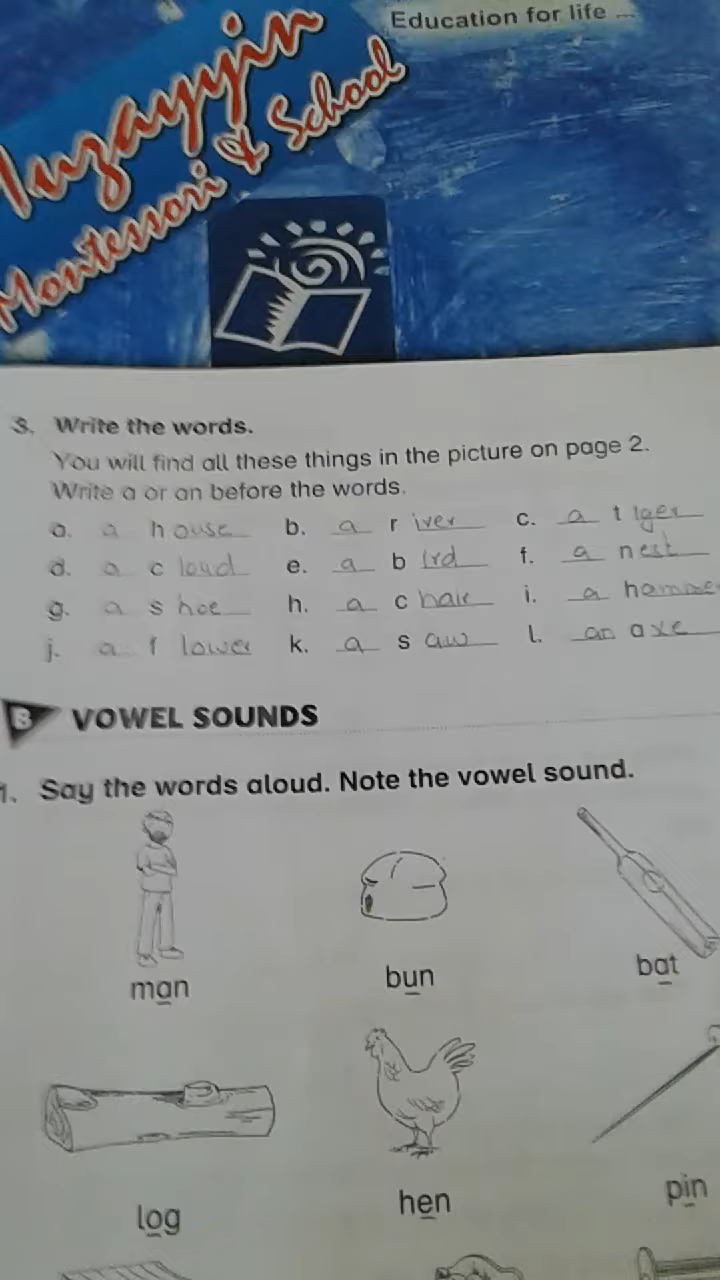 Education for life ...
uzayyin
Montessori & School
3. Write the words.
You will find all these things in the picture on page 2.
Write a or an before the words.
a. a house b. a river c. a tiger
d. a cloud e. a bird f. a nest
g. a shoe h. a chair i. a hamme
j. a flower k. a saw l. an axe
B VOWEL SOUNDS
1. Say the words aloud. Note the vowel sound.
man bun bat
log hen pin